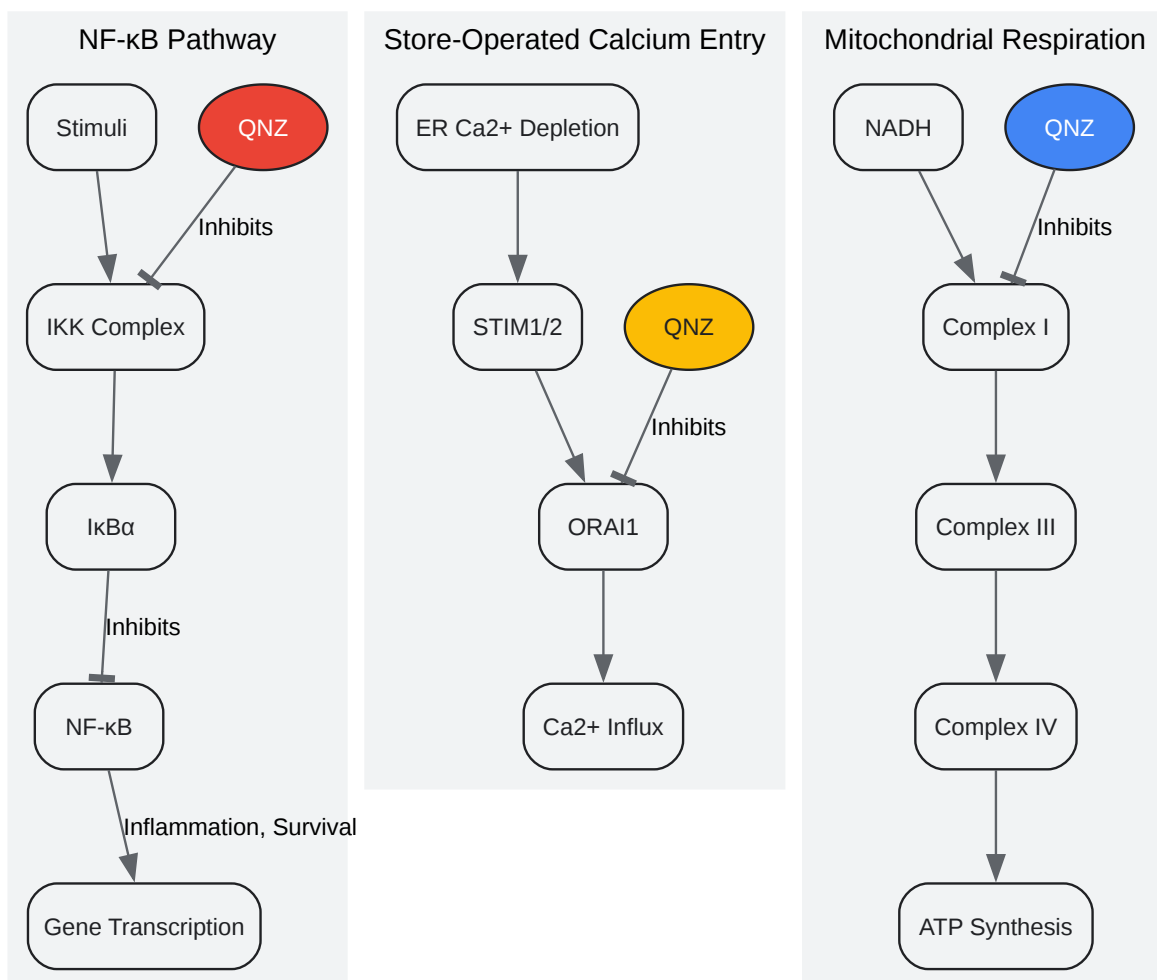 NF-κB Pathway
Stimuli
QNZ
Inhibits
IKK Complex
IκBα
Inhibits
NF-κB
Inflammation, Survival
Gene Transcription
Store-Operated Calcium Entry
ER Ca2+ Depletion
STIM1/2
QNZ
Inhibits
ORAI1
Ca2+ Influx
Mitochondrial Respiration
NADH
QNZ
Inhibits
Complex I
Complex III
Complex IV
ATP Synthesis